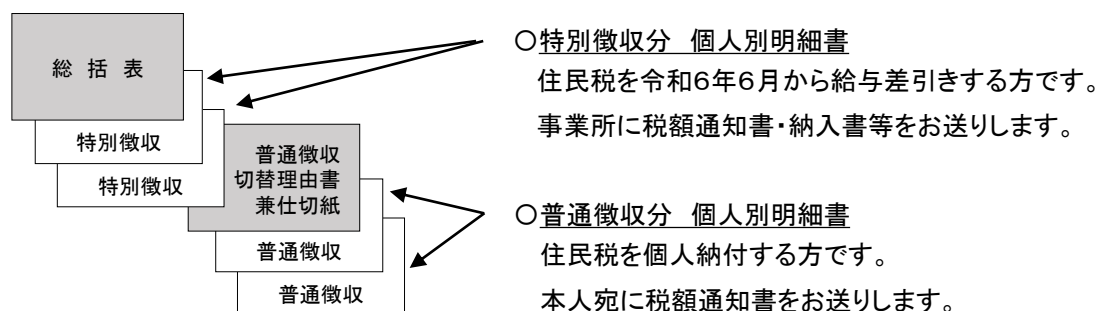 総 括 表
特別徴収
特別徴収
普通徴収
切替理由書
兼仕切紙
普通徴収
普通徴収
○特別徴収分 個人別明細書
住民税を令和6年6月から給与差引きする方です。
事業所に税額通知書・納入書等をお送りします。
○普通徴収分 個人別明細書
住民税を個人納付する方です。
本人宛に税額通知書をお送りします。